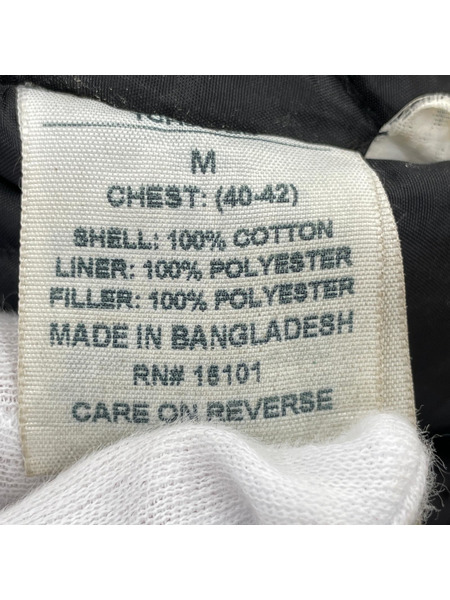 M
CHEST: (40-42)
SHELL: 100% COTTON
LINER: 100% POLYESTER
FILLER: 100% POLYESTER
MADE IN BANGLADESH
RN# 15101
CARE ON REVERSE